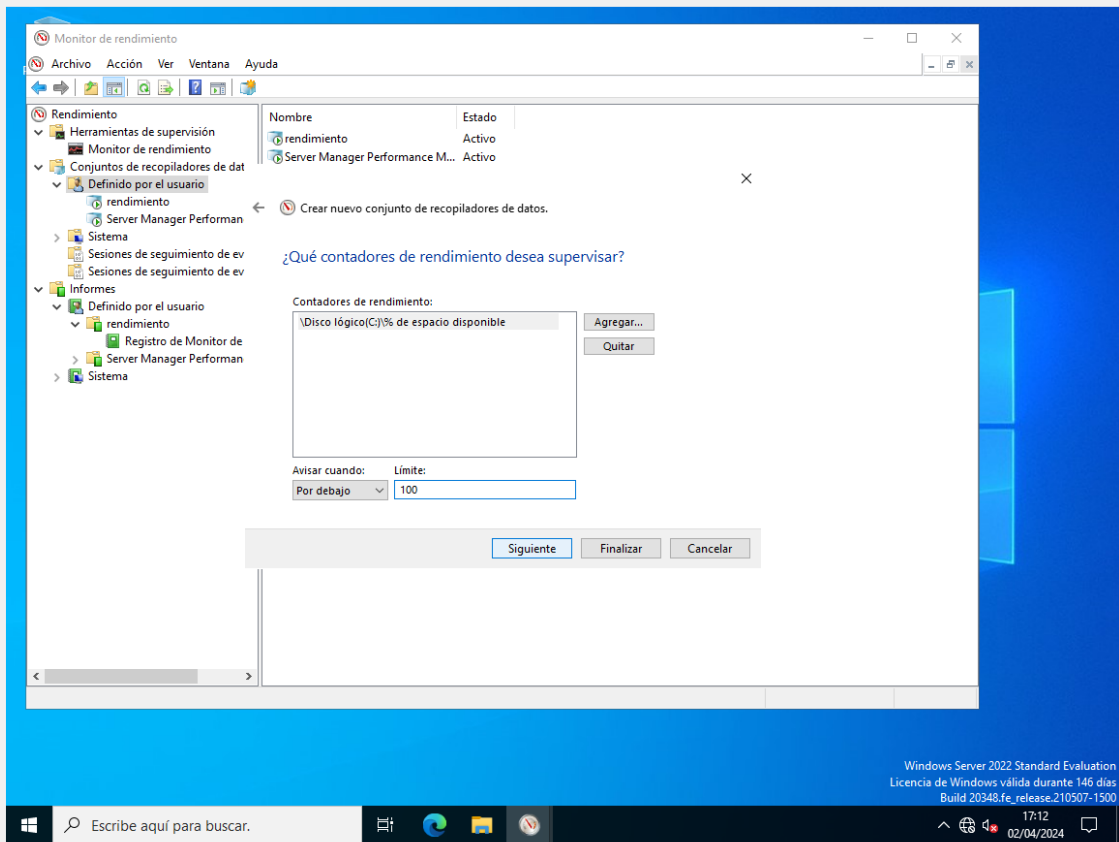 Monitor de rendimiento
Archivo Acción Ver Ventana Ayuda
Rendimiento
Herramientas de supervisión
Monitor de rendimiento
Conjuntos de recopiladores de dat
Definido por el usuario
rendimiento
Server Manager Performan
Sistema
Sesiones de seguimiento de ev
Sesiones de seguimiento de ev
Informes
Definido por el usuario
rendimiento
Registro de Monitor de
Server Manager Performan
Sistema
Nombre Estado
rendimiento Activo
Server Manager Performance M... Activo
Crear nuevo conjunto de recopiladores de datos.
¿Qué contadores de rendimiento desea supervisar?
Contadores de rendimiento:
\Disco lógico(C:)\% de espacio disponible
Agregar...
Quitar
Avisar cuando: Límite:
Por debajo 100
Siguiente Finalizar Cancelar
Windows Server 2022 Standard Evaluation
Licencia de Windows válida durante 146 días
Build 20348.fe_release.210507-1500
Escribe aquí para buscar.
17:12
02/04/2024